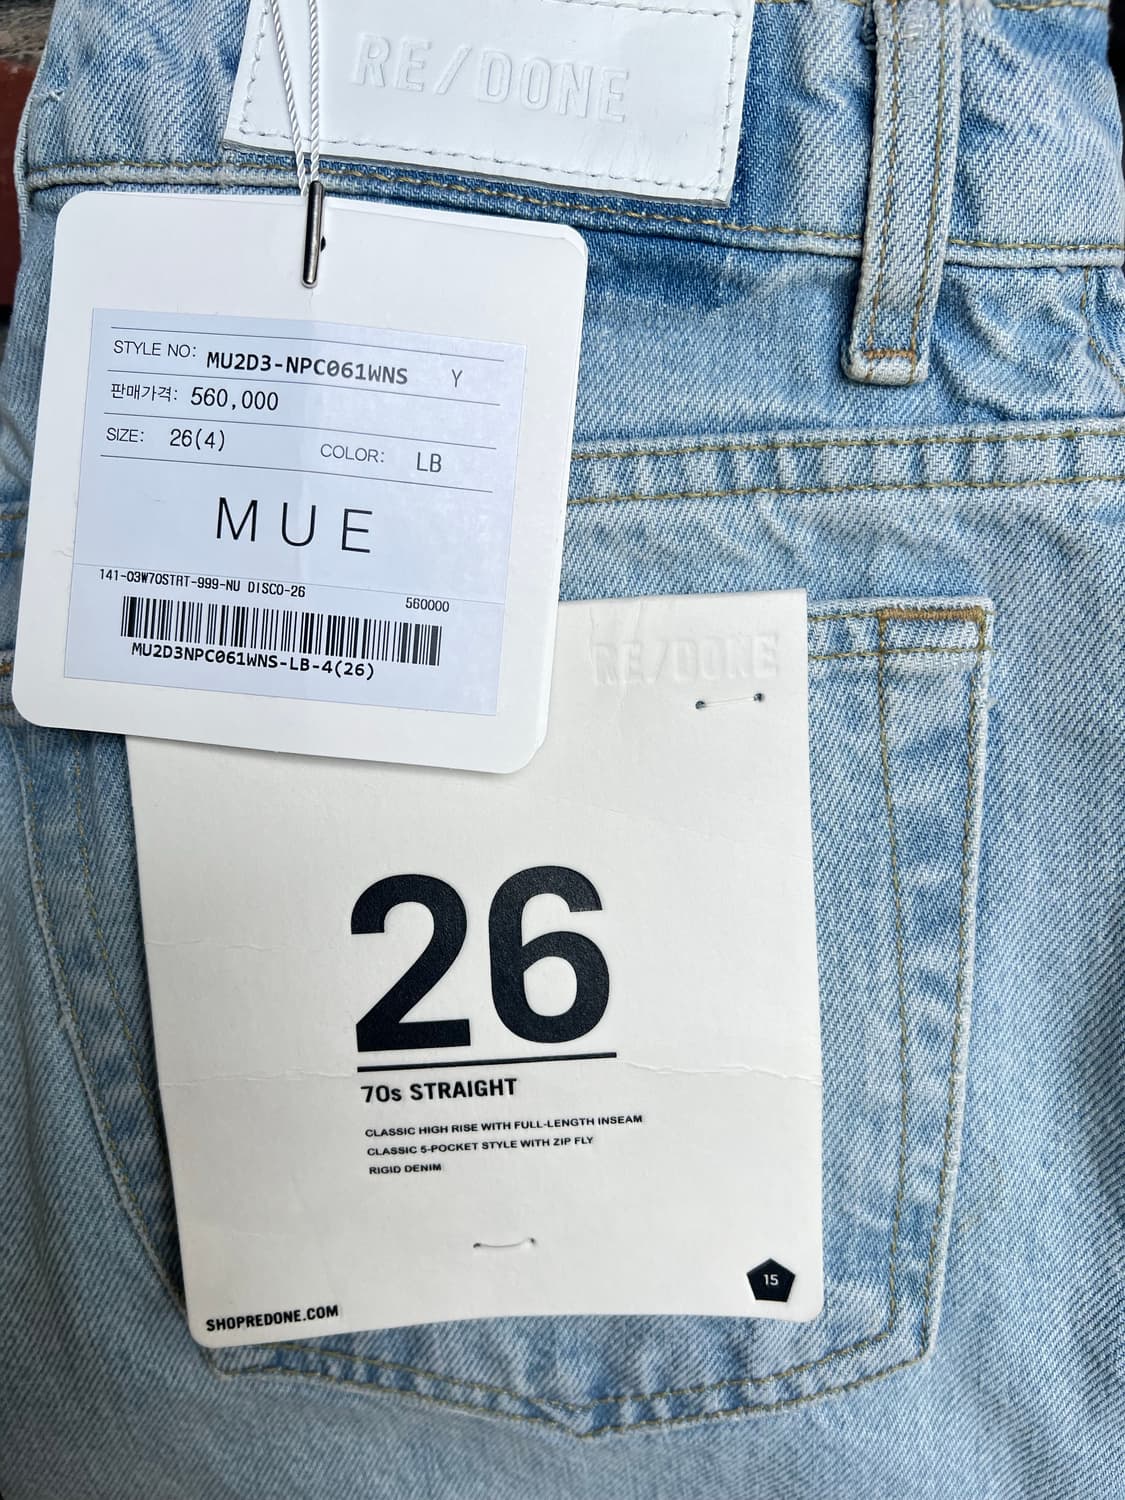 RE/DONE
STYLE NO: MU2D3-NPC061WNS Y
판매가격: 560,000
SIZE: 26(4) COLOR: LB
MUE
141-03W70STRT-999-NU DISCO-26
560000
MU2D3NPC061WNS-LB-4(26)
RE/DONE
26
70s STRAIGHT
CLASSIC HIGH RISE WITH FULL-LENGTH INSEAM
CLASSIC 5-POCKET STYLE WITH ZIP FLY
RIGID DENIM
15
SHOPREDONE.COM